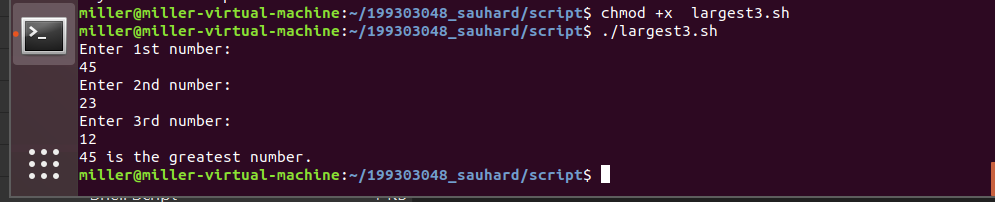 miller@miller-virtual-machine:~/199303048_sauhard/script$ chmod +x  largest3.sh
miller@miller-virtual-machine:~/199303048_sauhard/script$ ./largest3.sh
Enter 1st number:
45
Enter 2nd number:
23
Enter 3rd number:
12
45 is the greatest number.
miller@miller-virtual-machine:~/199303048_sauhard/script$